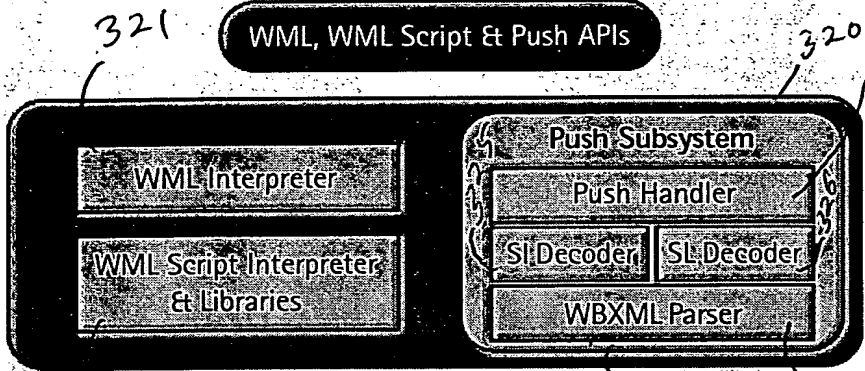 321
WML, WML Script & Push APIs
320
Push Subsystem
WML Interpreter
Push Handler
SI Decoder
SL Decoder
326
WML Script Interpreter
& Libraries
WBXML Parser